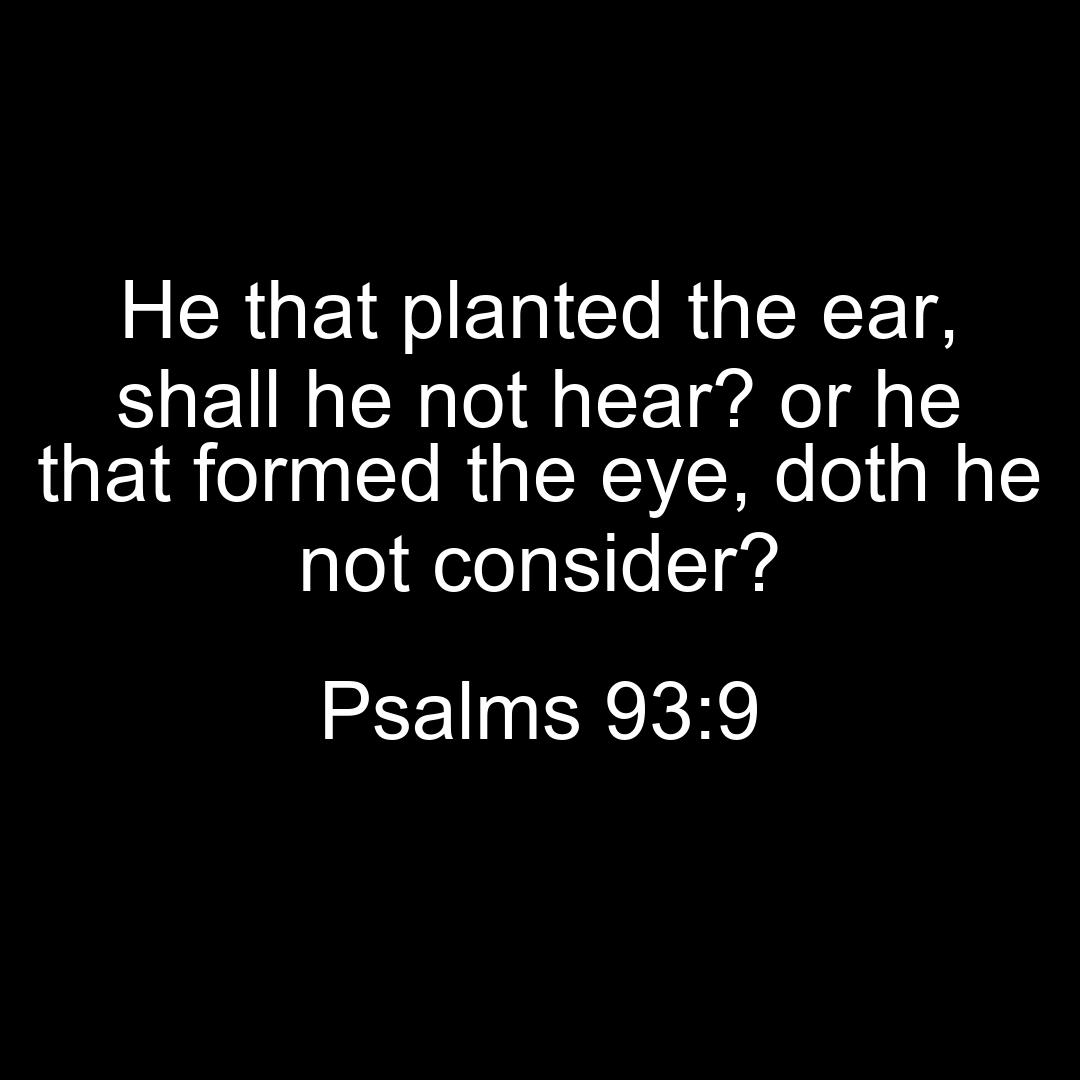 He that planted the ear,
shall he not hear? or he
that formed the eye, doth he
not consider?
Psalms 93:9